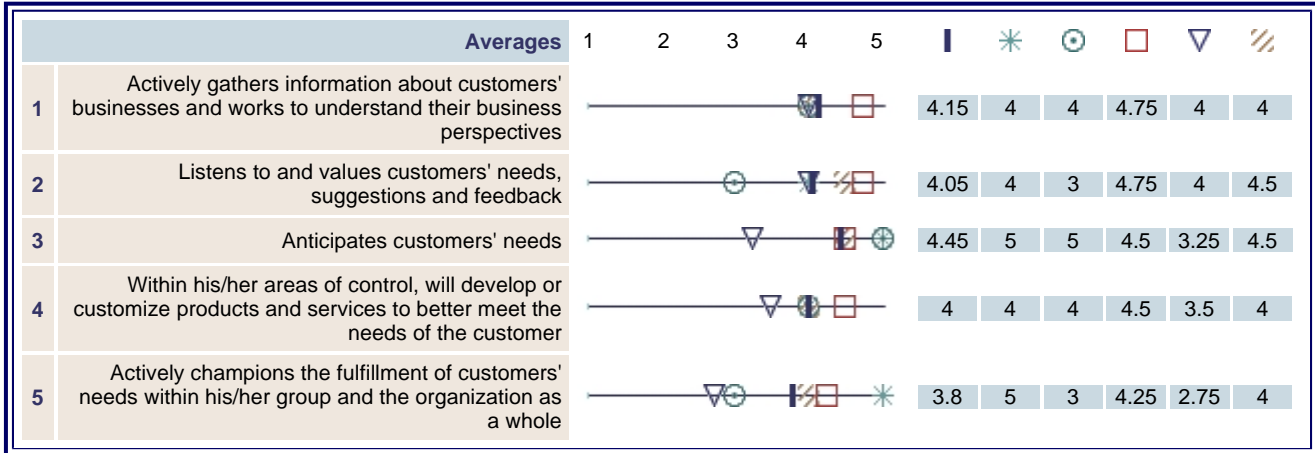 Averages 1 2 3 4 5
1 Actively gathers information about customers'
businesses and works to understand their business
perspectives
4.15 4 4 4.75 4 4
2 Listens to and values customers' needs,
suggestions and feedback
4.05 4 3 4.75 4 4.5
3 Anticipates customers' needs 4.45 5 5 4.5 3.25 4.5
4 Within his/her areas of control, will develop or
customize products and services to better meet the
needs of the customer
4 4 4 4.5 3.5 4
5 Actively champions the fulfillment of customers'
needs within his/her group and the organization as
a whole
3.8 5 3 4.25 2.75 4